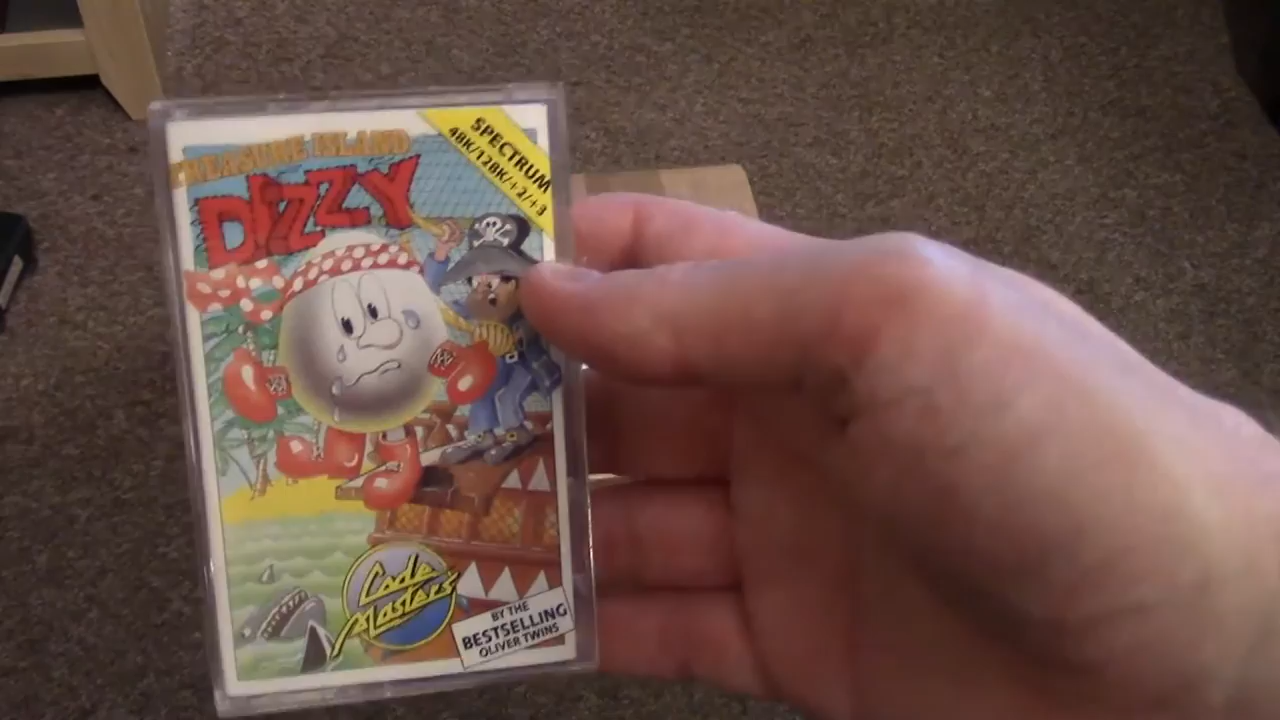 TREASURE ISLAND
DIZZY
SPECTRUM
48K/128K/+2/+3
Code
Masters
BY THE
BESTSELLING
OLIVER TWINS